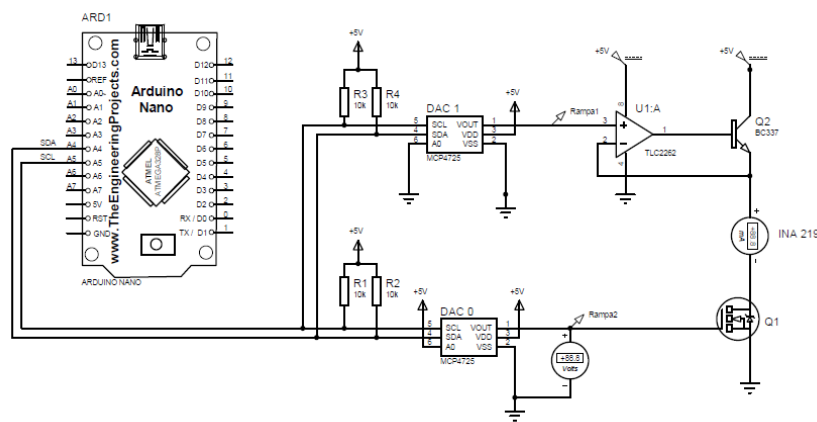 ARD1
www.TheEngineeringProjects.com
Arduino
Nano
ATMEL
ATMEGA328P
13
D13
REF
A0
A0
A1
A1
A2
A2
A3
A3
SDA
A4
A4
SCL
A5
A5
A6
A6
A7
A7
5V
RST
GND
D12
12
D11
11
D10
10
D9
9
D8
8
D7
7
D6
6
D5
5
D4
4
D3
3
D2
2
RX / D0
0
TX / D1
1
ARDUINO NANO
+5V
R3
10k
R4
10k
DAC 1
+5V
5
SCL
VOUT
1
4
SDA
VDD
3
6
A0
VSS
2
MCP4725
Rampa1
+5V
U1:A
8
3
2
1
4
TLC2262
+5V
Q2
BC337
+
+88.8
mA
-
INA 219
Q1
+5V
R1
10k
R2
10k
+5V
DAC 0
+5V
5
SCL
VOUT
1
4
SDA
VDD
3
6
A0
VSS
2
MCP4725
Rampa2
+
+88.8
Volts
-